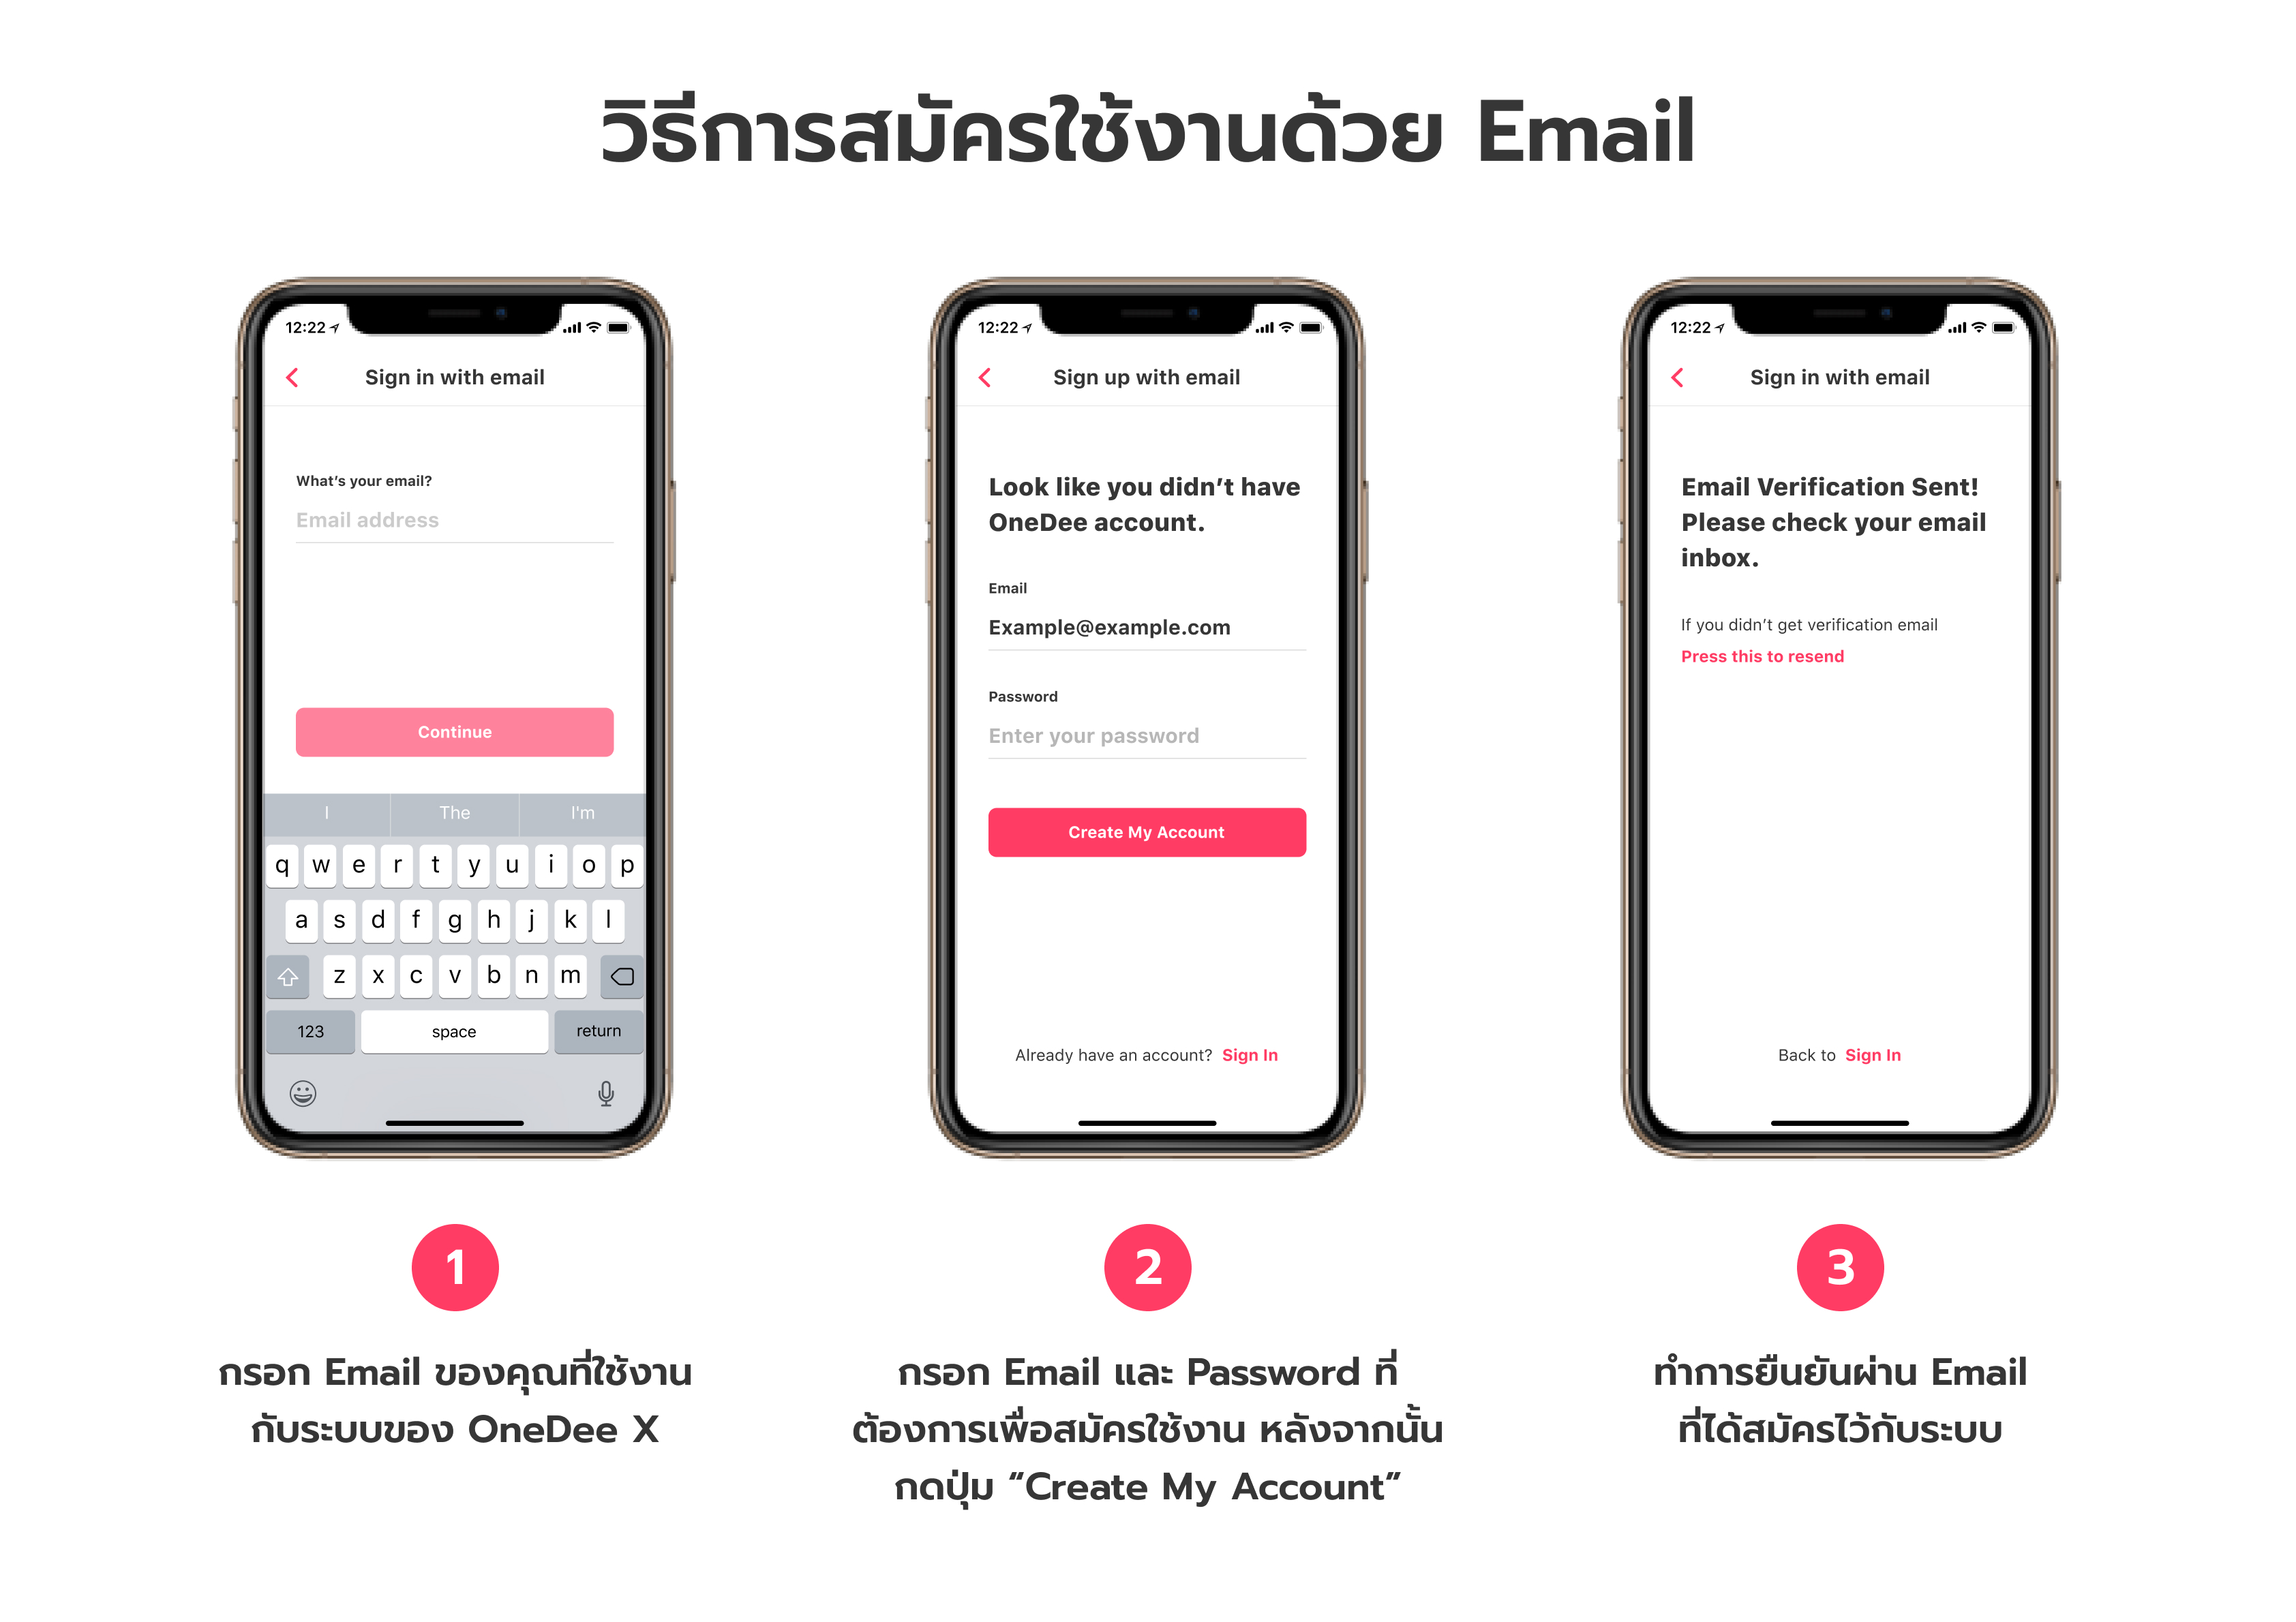 วิธีการสมัครใช้งานด้วย Email
12:22
Sign in with email
What's your email?
Email address
Continue
I The I'm
q w e r t y u i o p
a s d f g h j k l
z x c v b n m
123 space return
12:22
Sign up with email
Look like you didn't have
OneDee account.
Email
Example@example.com
Password
Enter your password
Create My Account
Already have an account? Sign In
12:22
Sign in with email
Email Verification Sent!
Please check your email
inbox.
If you didn't get verification email
Press this to resend
Back to Sign In
1
กรอก Email ของคุณที่ใช้งาน
กับระบบของ OneDee X
2
กรอก Email และ Password ที่
ต้องการเพื่อสมัครใช้งาน หลังจากนั้น
กดปุ่ม “Create My Account”
3
ทำการยืนยันผ่าน Email
ที่ได้สมัครไว้กับระบบ